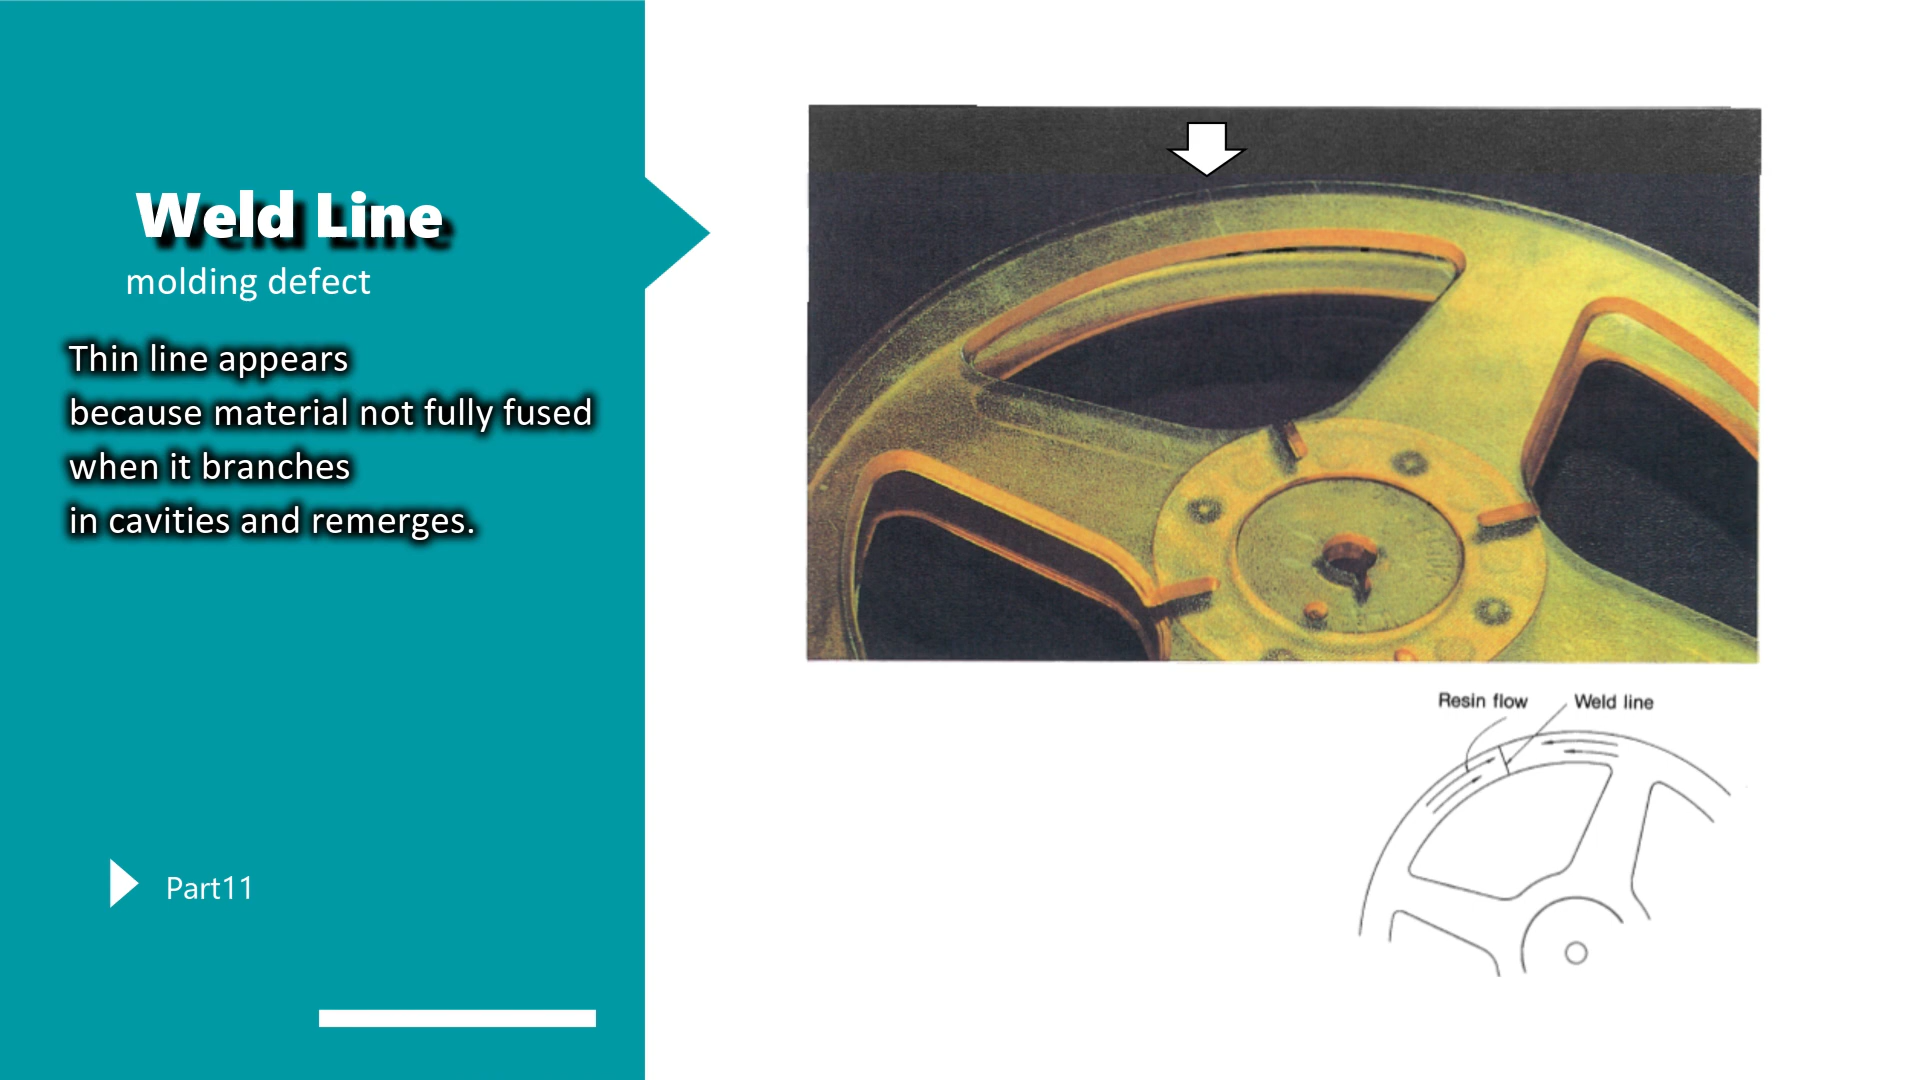 Weld Line
molding defect
Thin line appears
because material not fully fused
when it branches
in cavities and remerges.
Part11
Resin flow
Weld line